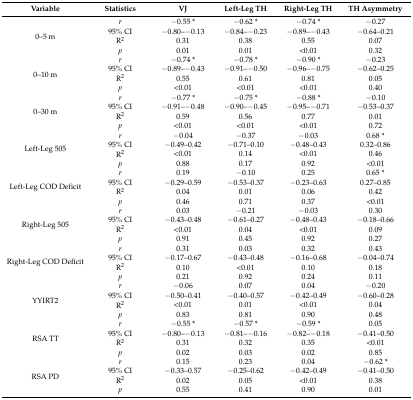 Variable Statistics VJ Left-Leg TH Right-Leg TH TH Asymmetry
r −0.55 * −0.62 * −0.74 * −0.27
0–5 m 95% CI −0.80–−0.13 −0.84–−0.23 −0.89–−0.43 −0.64–0.21
R² 0.31 0.38 0.55 0.07
p 0.01 0.01 <0.01 0.32
r −0.74 * −0.78 * −0.90 * −0.23
0–10 m 95% CI −0.89–−0.43 −0.91–−0.50 −0.96–−0.75 −0.62–0.25
R² 0.55 0.61 0.81 0.05
p <0.01 <0.01 <0.01 0.40
r −0.77 * −0.75 * −0.88 * −0.10
0–30 m 95% CI −0.91–−0.48 −0.90–−0.45 −0.95–−0.71 −0.53–0.37
R² 0.59 0.56 0.77 0.01
p <0.01 <0.01 <0.01 0.72
r −0.04 −0.37 −0.03 0.68 *
Left-Leg 505 95% CI −0.49–0.42 −0.71–0.10 −0.48–0.43 0.32–0.86
R² <0.01 0.14 <0.01 0.46
p 0.88 0.17 0.92 <0.01
r 0.19 −0.10 0.25 0.65 *
Left-Leg COD Deficit 95% CI −0.29–0.59 −0.53–0.37 −0.23–0.63 0.27–0.85
R² 0.04 0.01 0.06 0.42
p 0.46 0.71 0.37 <0.01
r 0.03 −0.21 −0.03 0.30
Right-Leg 505 95% CI −0.43–0.48 −0.61–0.27 −0.48–0.43 −0.18–0.66
R² <0.01 0.04 <0.01 0.09
p 0.91 0.45 0.92 0.27
r 0.31 0.03 0.32 0.43
Right-Leg COD Deficit 95% CI −0.17–0.67 −0.43–0.48 −0.16–0.68 −0.04–0.74
R² 0.10 <0.01 0.10 0.18
p 0.21 0.92 0.24 0.11
r −0.06 0.07 0.04 −0.20
YYIRT2 95% CI −0.50–0.41 −0.40–0.57 −0.42–0.49 −0.60–0.28
R² <0.01 0.01 <0.01 0.04
p 0.83 0.81 0.90 0.48
r −0.55 * −0.57 * −0.59 * 0.05
RSA TT 95% CI −0.80–−0.13 −0.81–−0.16 −0.82–−0.18 −0.41–0.50
R² 0.31 0.32 0.35 <0.01
p 0.02 0.03 0.02 0.85
r 0.15 0.23 0.04 −0.62 *
RSA PD 95% CI −0.33–0.57 −0.25–0.62 −0.42–0.49 −0.41–0.50
R² 0.02 0.05 <0.01 0.38
p 0.55 0.41 0.90 0.01